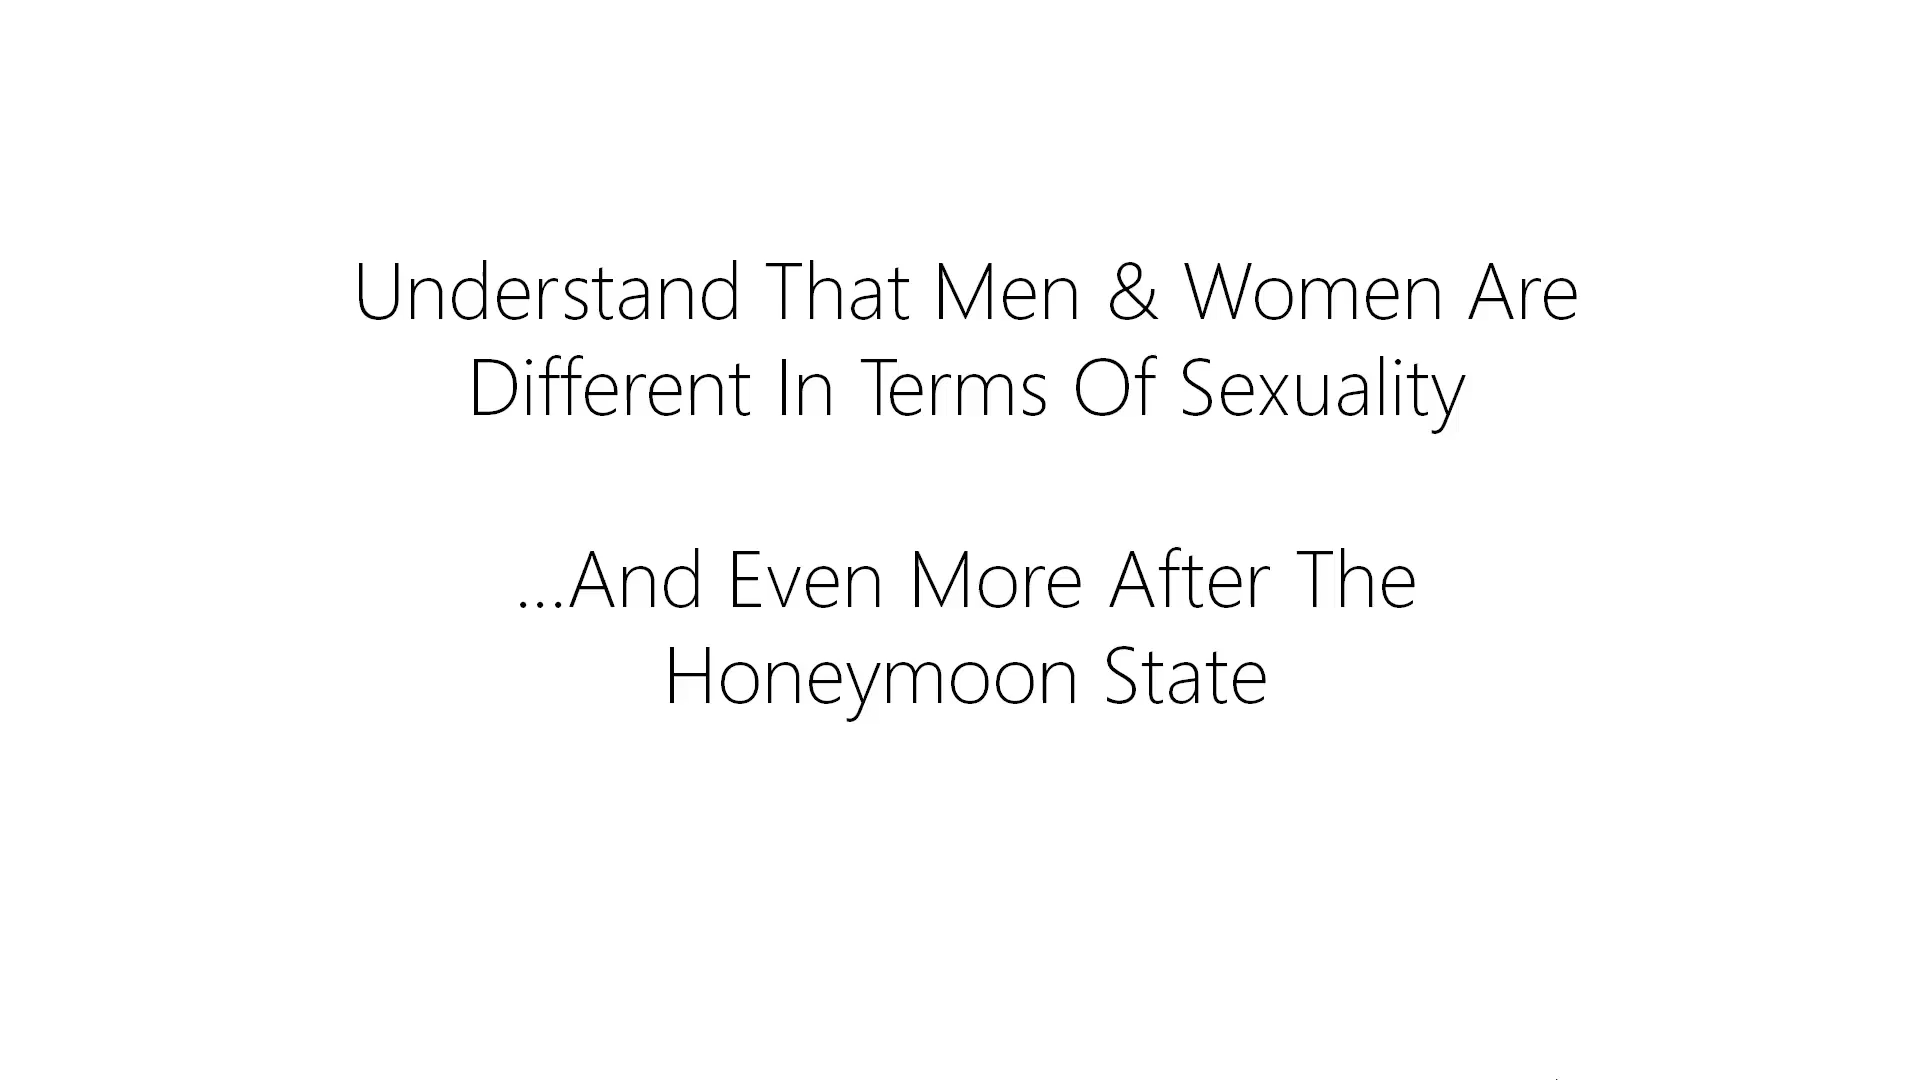 Understand That Men & Women Are
Different In Terms Of Sexuality
...And Even More After The
Honeymoon State